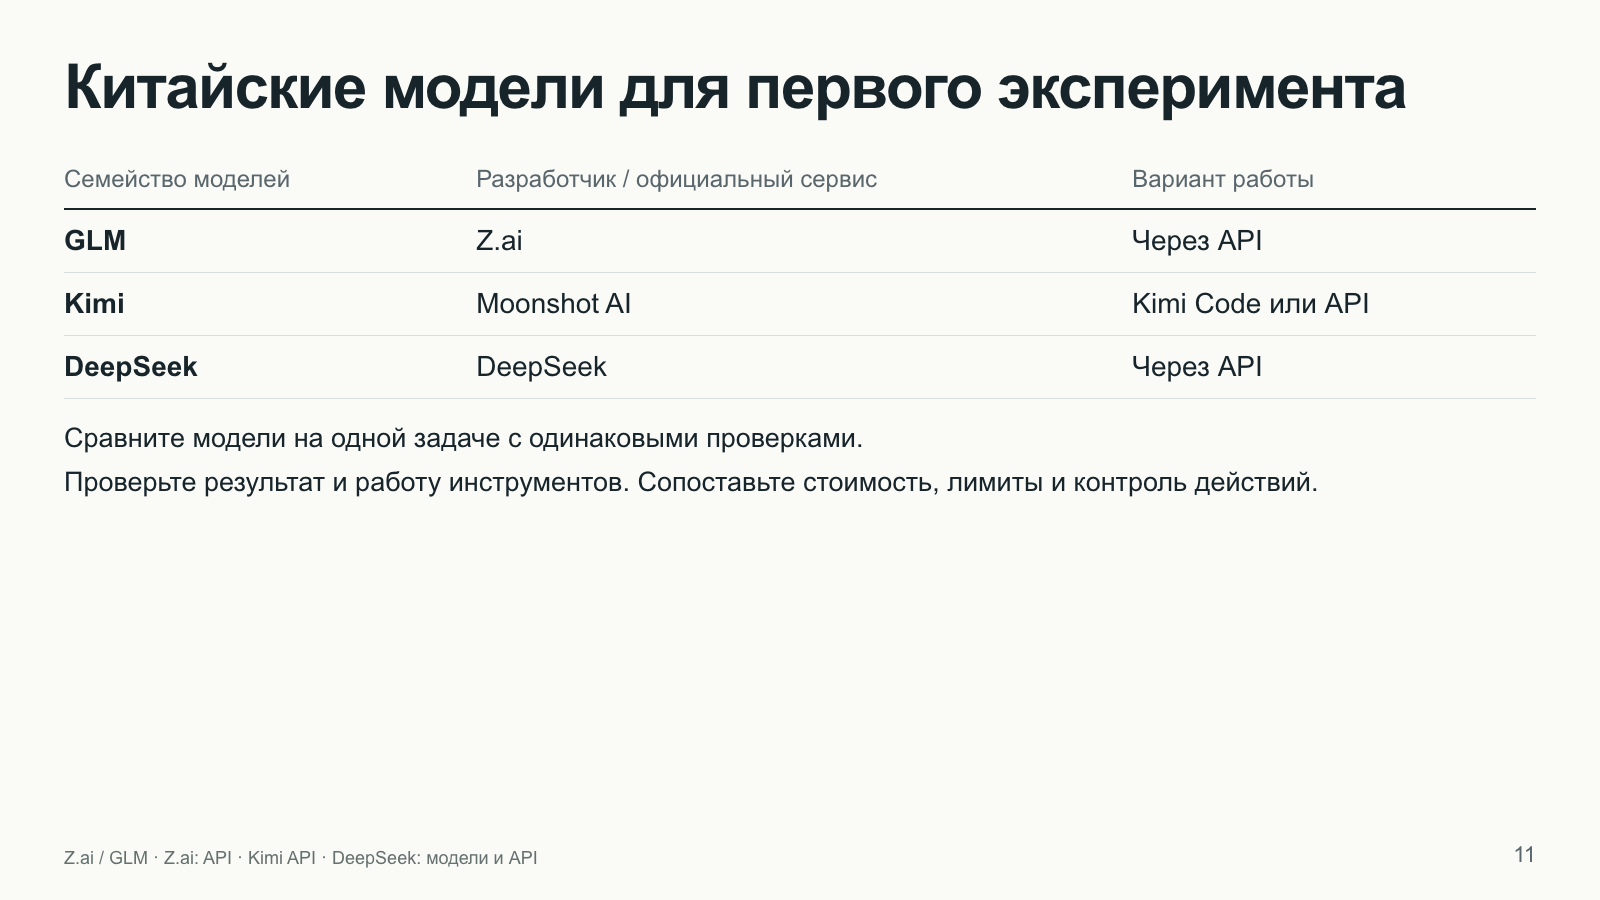 Китайские модели для первого эксперимента
Семейство моделей Разработчик / официальный сервис Вариант работы
GLM Z.ai Через API
Kimi Moonshot AI Kimi Code или API
DeepSeek DeepSeek Через API
Сравните модели на одной задаче с одинаковыми проверками.
Проверьте результат и работу инструментов. Сопоставьте стоимость, лимиты и контроль действий.
Z.ai / GLM · Z.ai: API · Kimi API · DeepSeek: модели и API 11